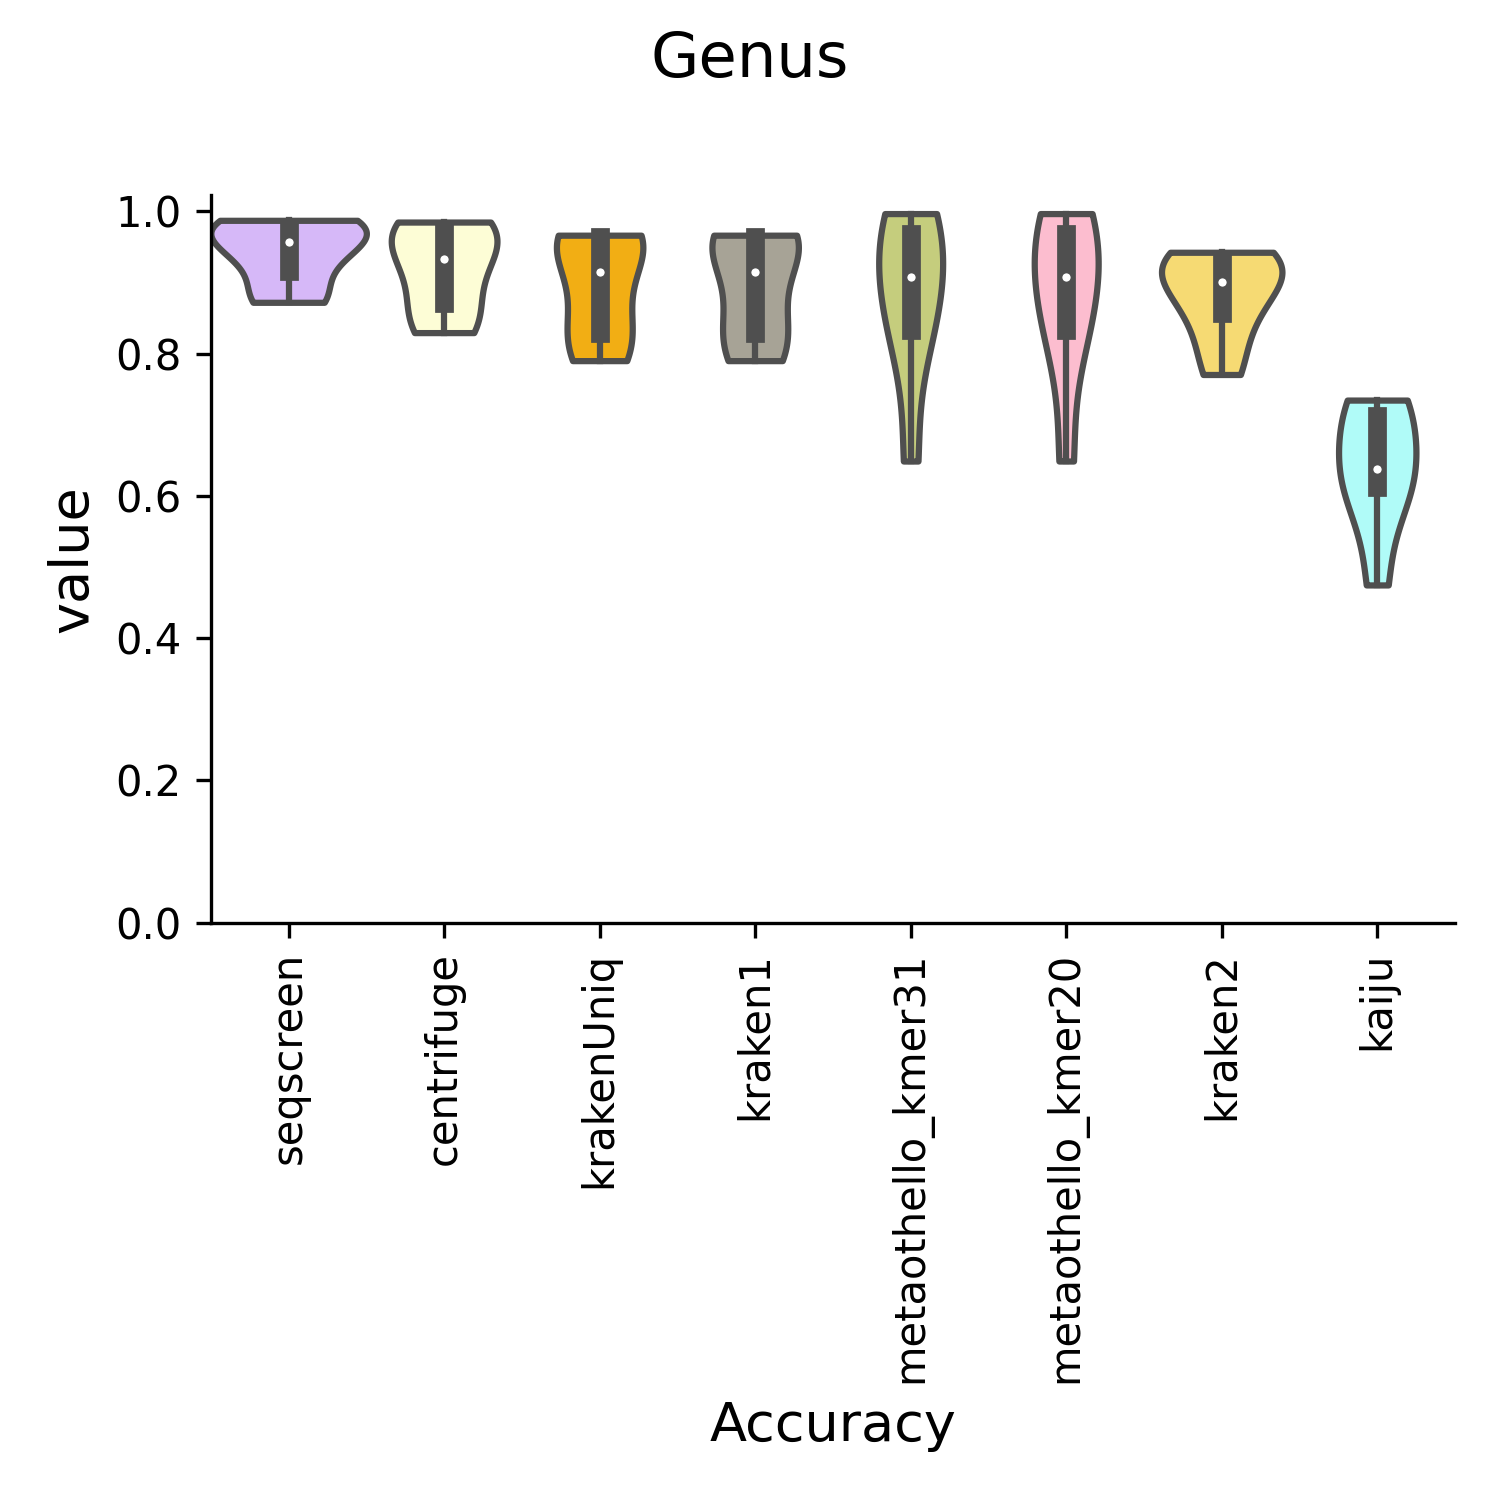 Genus
1.0
0.8
0.6
0.4
0.2
0.0
value
seqscreen
centrifuge
krakenUniq
kraken1
metaothello_kmer31
metaothello_kmer20
kraken2
kaiju
Accuracy